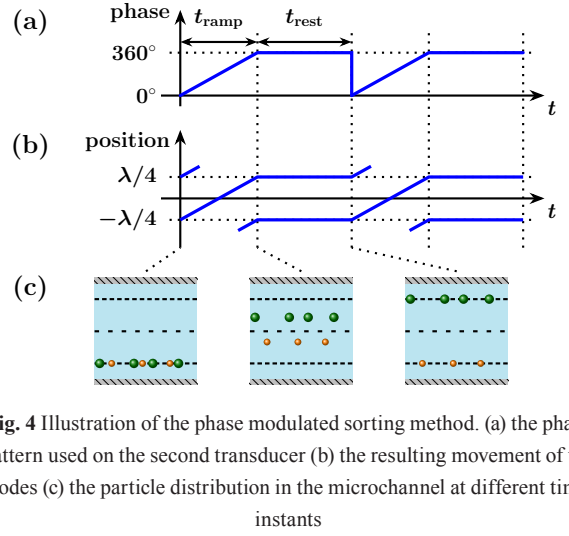 (a)
phase
t_ramp
t_rest
360°
0°
t
(b)
position
λ/4
−λ/4
t
(c)
ig. 4 Illustration of the phase modulated sorting method. (a) the pha
attern used on the second transducer (b) the resulting movement of
odes (c) the particle distribution in the microchannel at different
instants